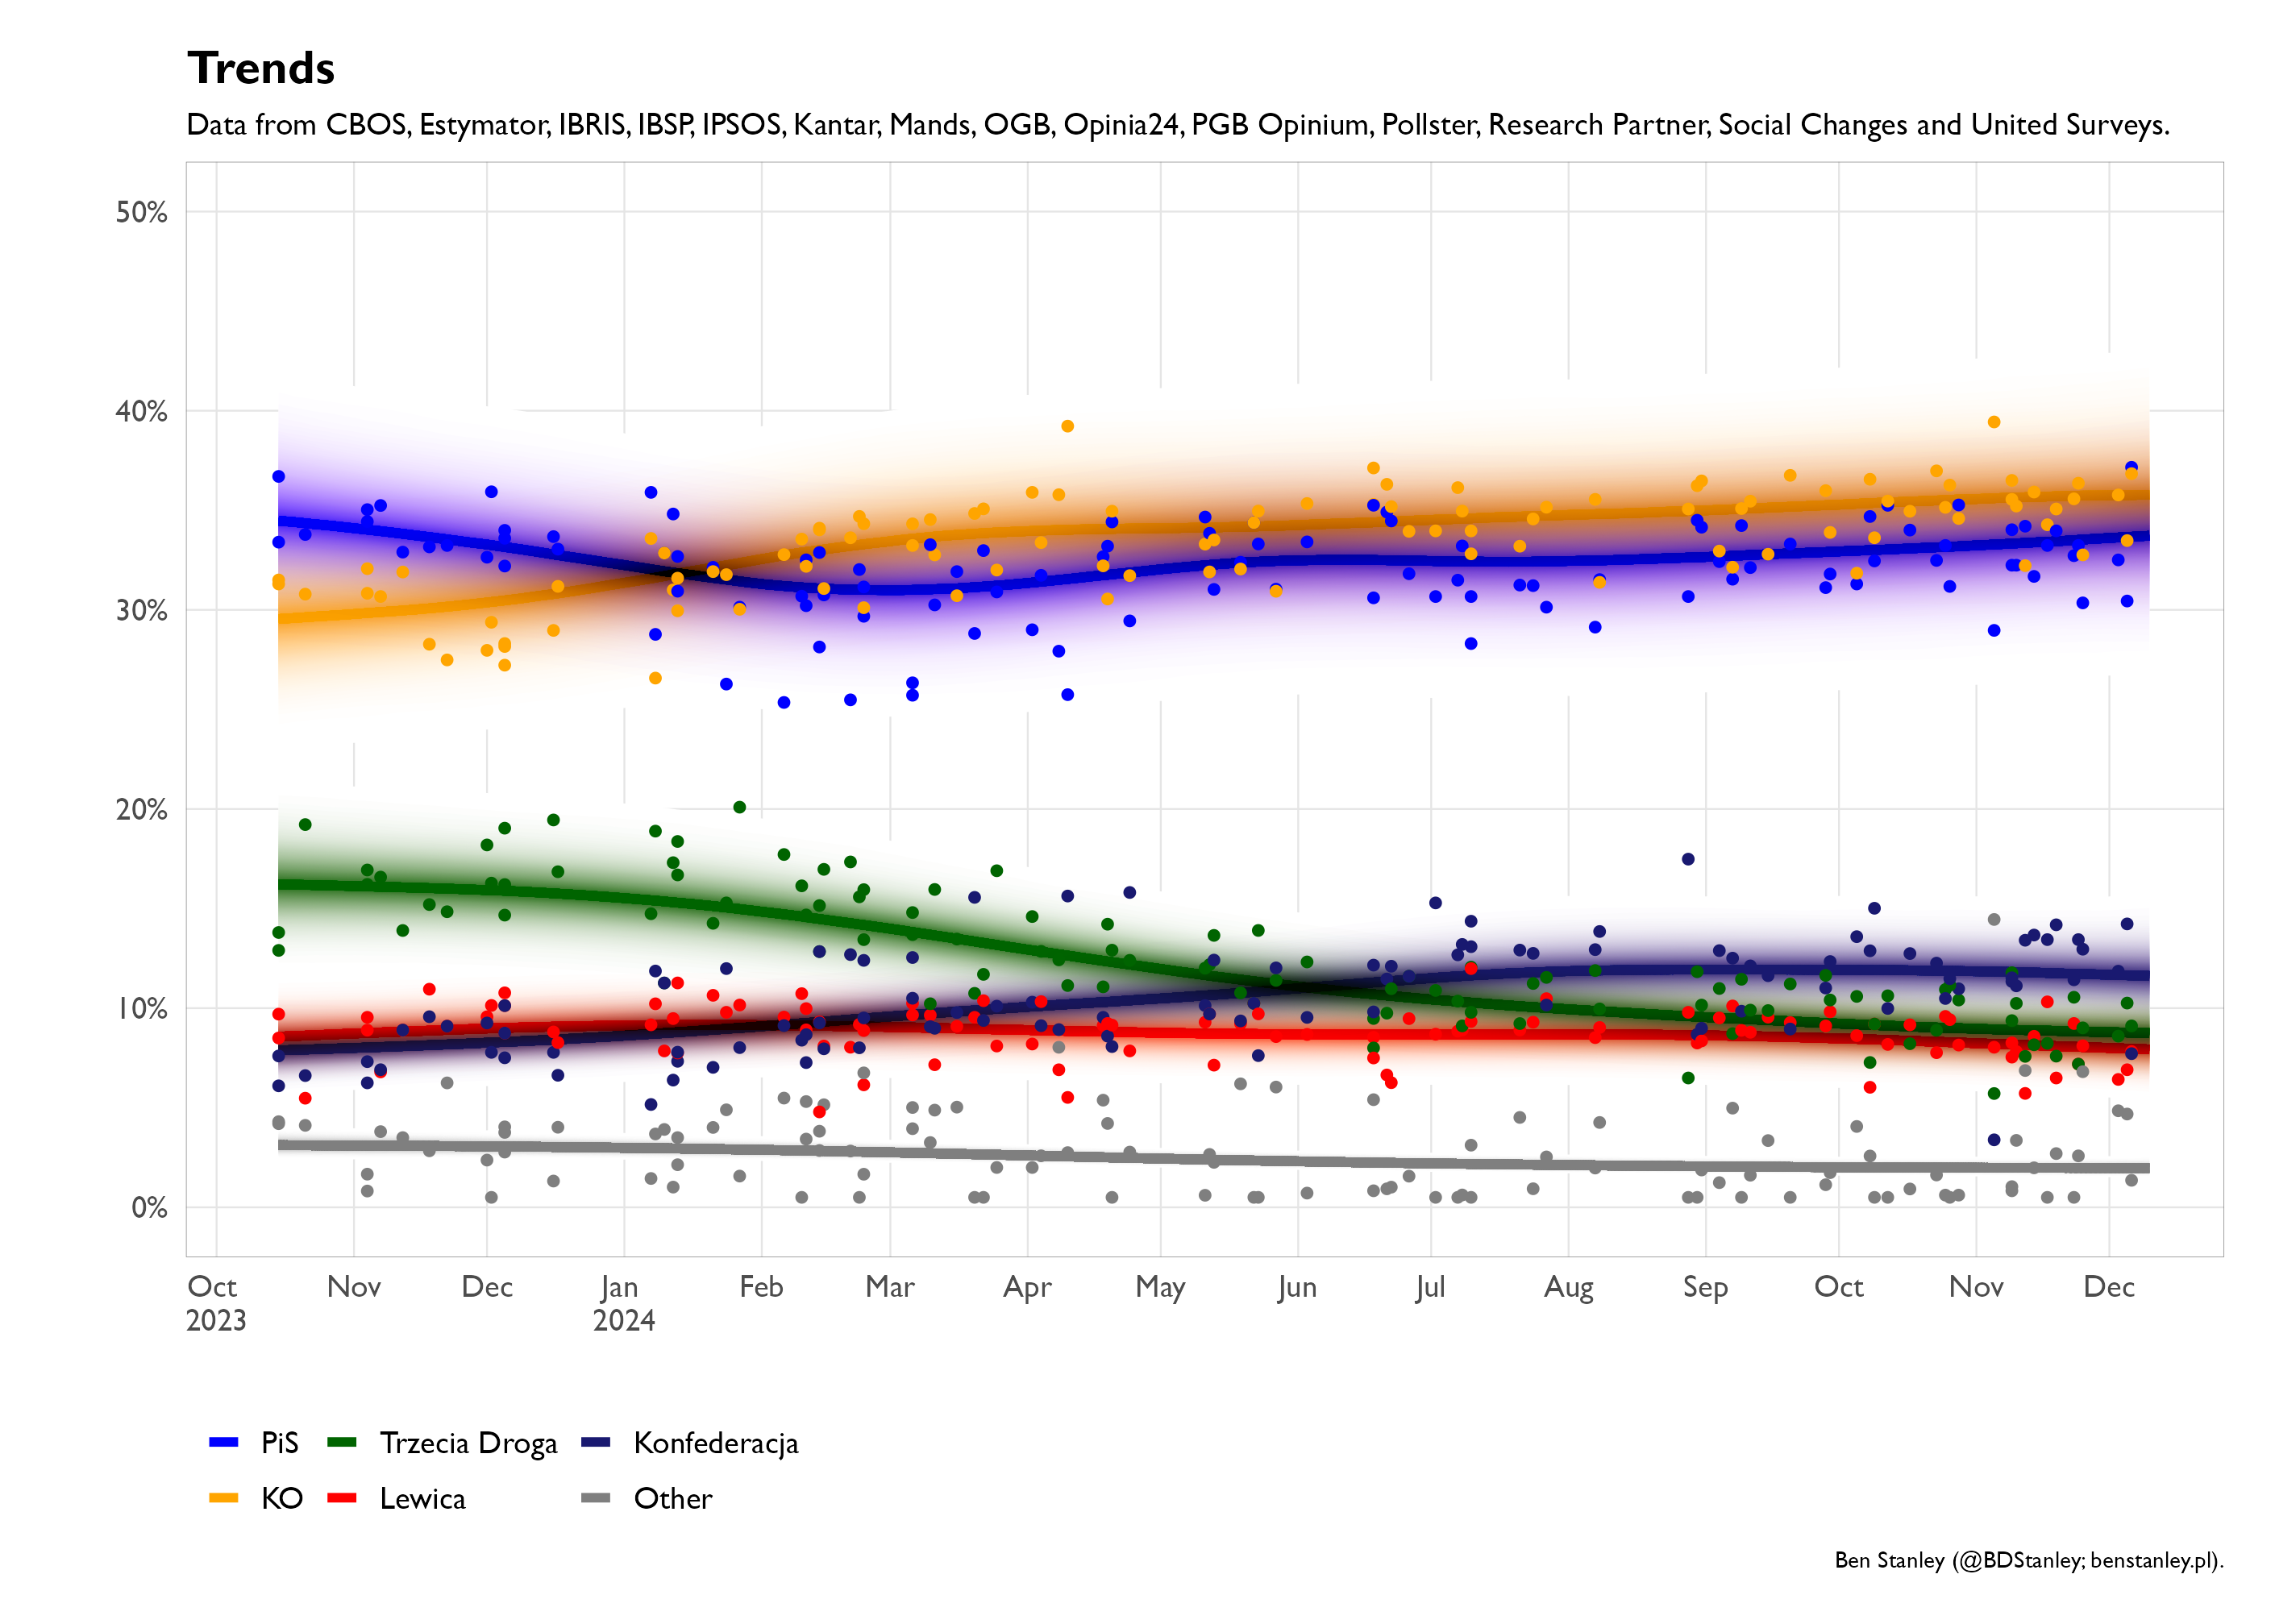 Trends
Data from CBOS, Estymator, IBRIS, IBSP, IPSOS, Kantar, Mands, OGB, Opinia24, PGB Opinium, Pollster, Research Partner, Social Changes and United Surveys.
50%
40%
30%
20%
10%
0%
Oct Nov Dec Jan Feb Mar Apr May Jun Jul Aug Sep Oct Nov Dec
2023 2024
PiS Trzecia Droga Konfederacja
KO Lewica Other
Ben Stanley (@BDStanley; benstanley.pl).